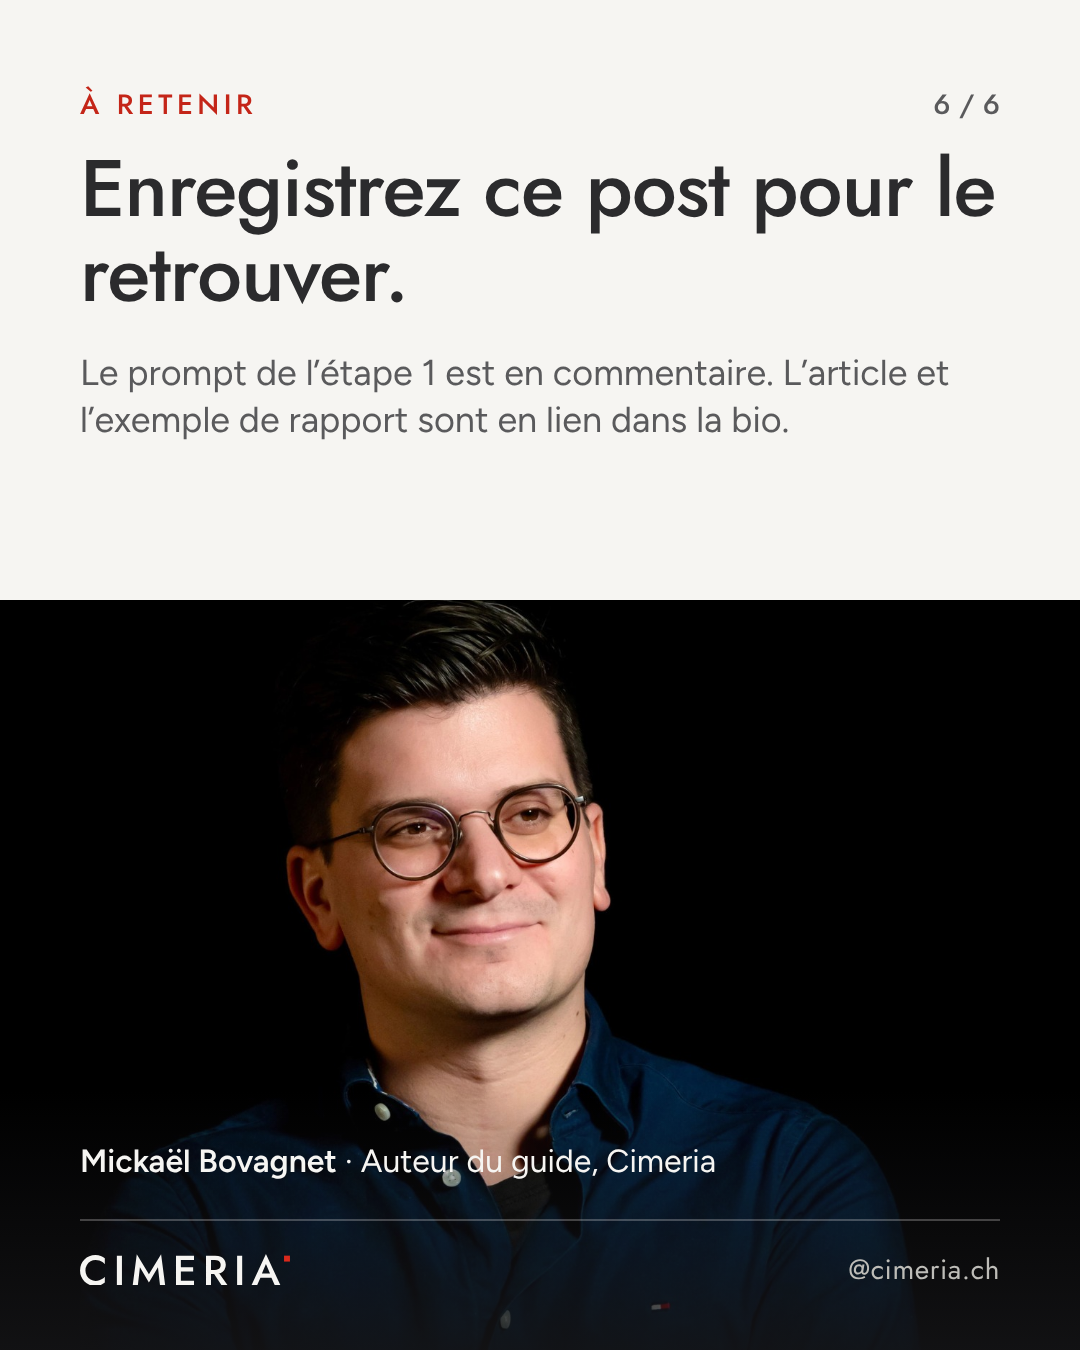 À RETENIR
6 / 6
Enregistrez ce post pour le
retrouver.
Le prompt de l’étape 1 est en commentaire. L’article et
l’exemple de rapport sont en lien dans la bio.
Mickaël Bovagnet · Auteur du guide, Cimeria
CIMERIA
@cimeria.ch